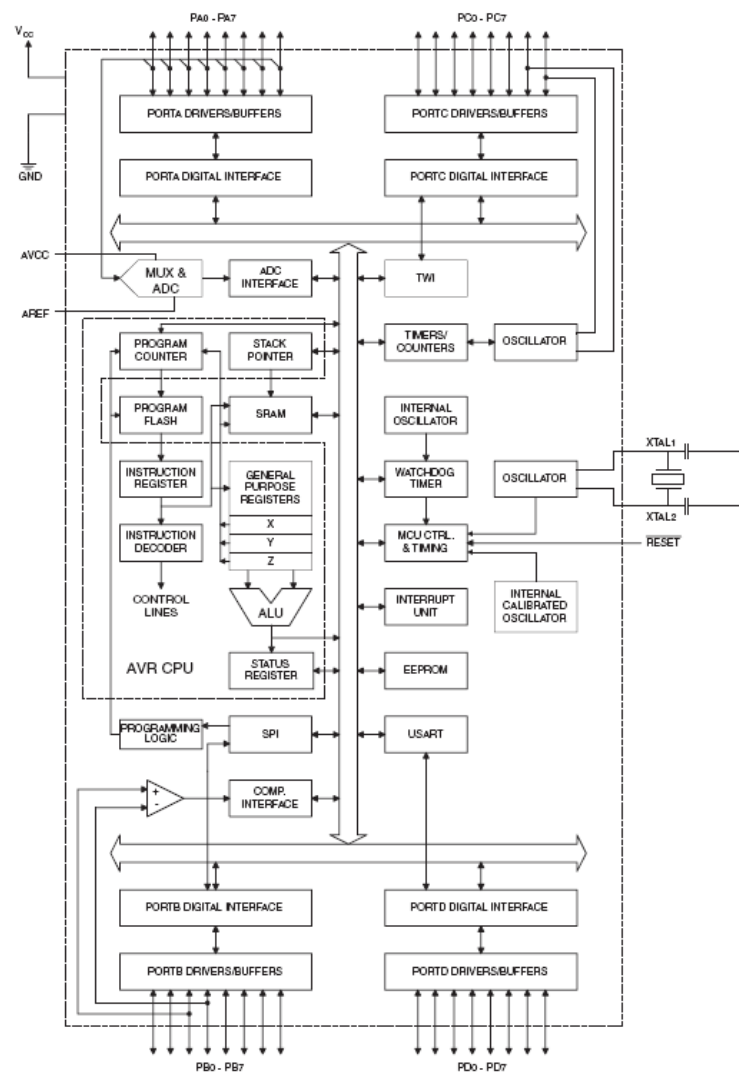 PA0 - PA7
PC0 - PC7
VCC
PORTA DRIVERS/BUFFERS
PORTC DRIVERS/BUFFERS
GND
PORTA DIGITAL INTERFACE
PORTC DIGITAL INTERFACE
AVCC
MUX &
ADC
ADC
INTERFACE
TWI
AREF
PROGRAM
COUNTER
STACK
POINTER
TIMERS/
COUNTERS
OSCILLATOR
PROGRAM
FLASH
SRAM
INTERNAL
OSCILLATOR
XTAL1
INSTRUCTION
REGISTER
GENERAL
PURPOSE
REGISTERS
WATCHDOG
TIMER
OSCILLATOR
XTAL2
X
INSTRUCTION
DECODER
Y
MCU CTRL.
& TIMING
RESET
Z
CONTROL
LINES
ALU
INTERRUPT
UNIT
INTERNAL
CALIBRATED
OSCILLATOR
AVR CPU
STATUS
REGISTER
EEPROM
PROGRAMMING
LOGIC
SPI
USART
+
-
COMP.
INTERFACE
PORTB DIGITAL INTERFACE
PORTD DIGITAL INTERFACE
PORTB DRIVERS/BUFFERS
PORTD DRIVERS/BUFFERS
PB0 - PB7
PD0 - PD7